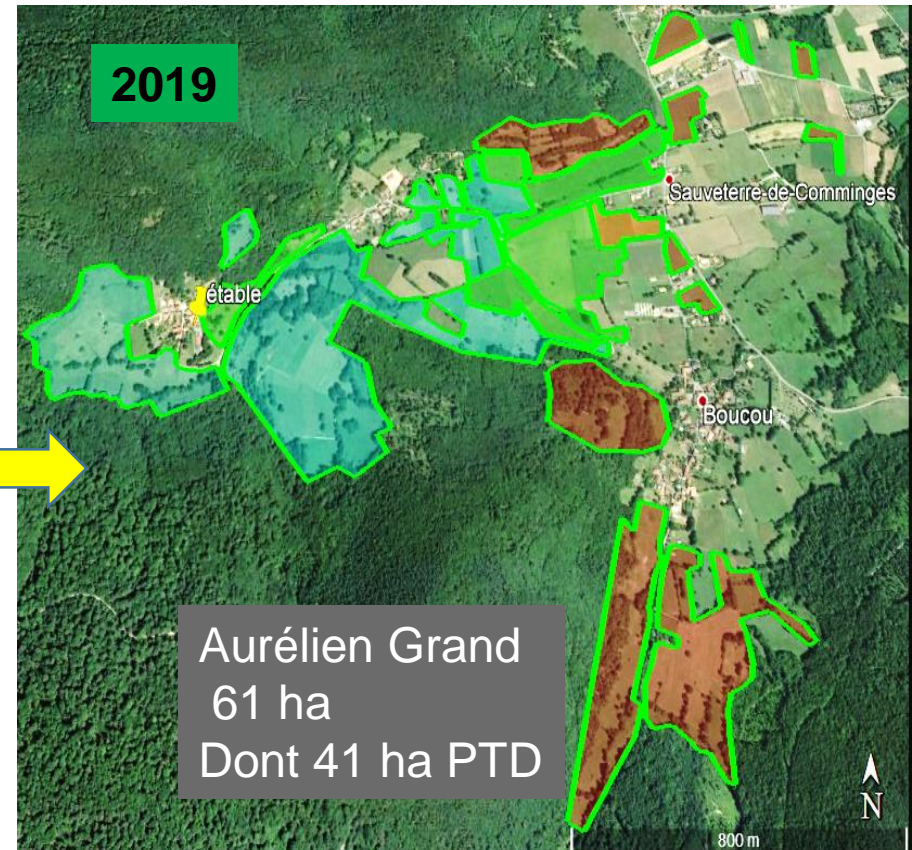 2019
Sauveterre-de-Comminges
étable
Boucou
Aurélien Grand
61 ha
Dont 41 ha PTD
N
800 m